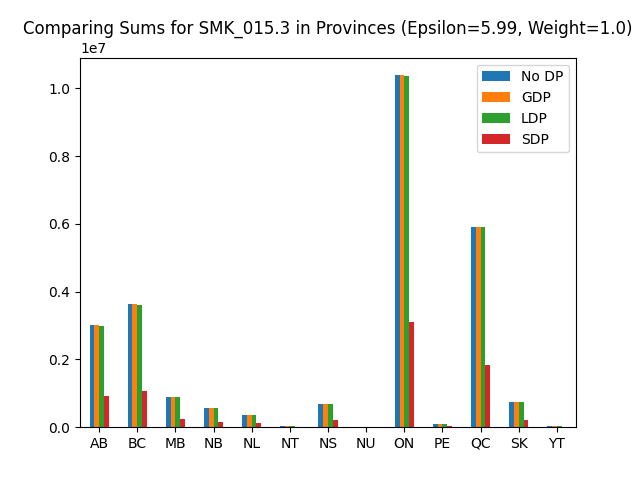 Comparing Sums for SMK_015.3 in Provinces (Epsilon=5.99, Weight=1.0)
1e7
No DP
GDP
LDP
SDP
1.0
0.8
0.6
0.4
0.2
0.0
AB BC MB NB NL NT NS NU ON PE QC SK YT